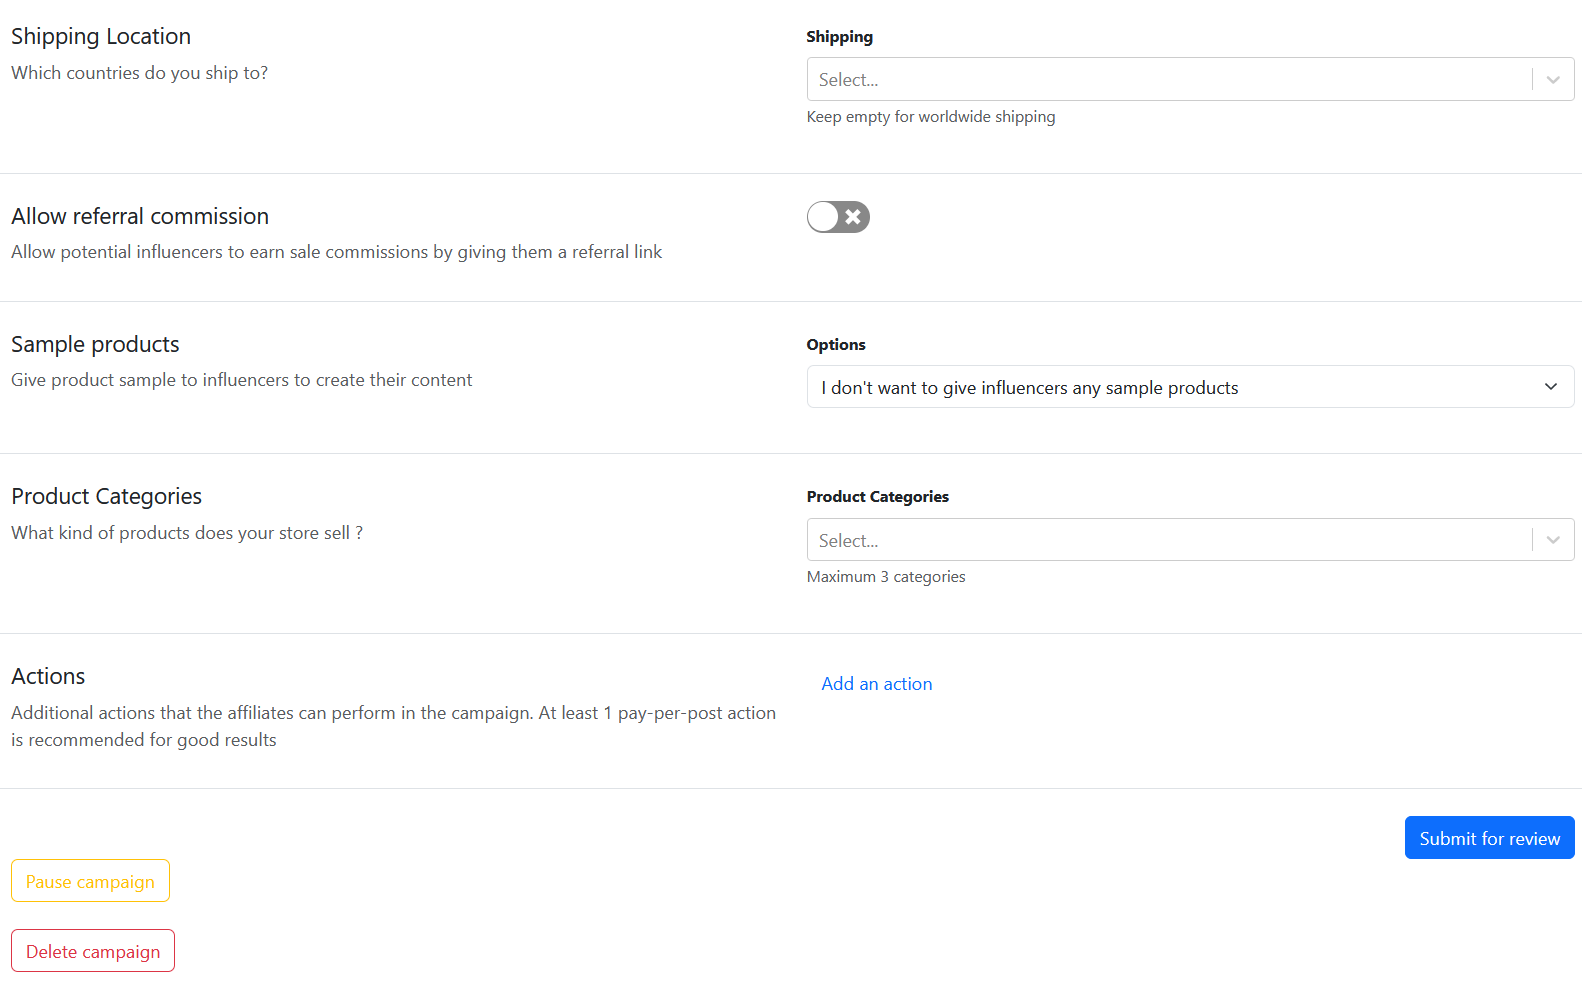 Shipping Location
Which countries do you ship to?
Shipping
Select...
Keep empty for worldwide shipping
Allow referral commission
Allow potential influencers to earn sale commissions by giving them a referral link
Sample products
Give product sample to influencers to create their content
Options
I don't want to give influencers any sample products
Product Categories
What kind of products does your store sell ?
Product Categories
Select...
Maximum 3 categories
Actions
Additional actions that the affiliates can perform in the campaign. At least 1 pay-per-post action
is recommended for good results
Add an action
Submit for review
Pause campaign
Delete campaign